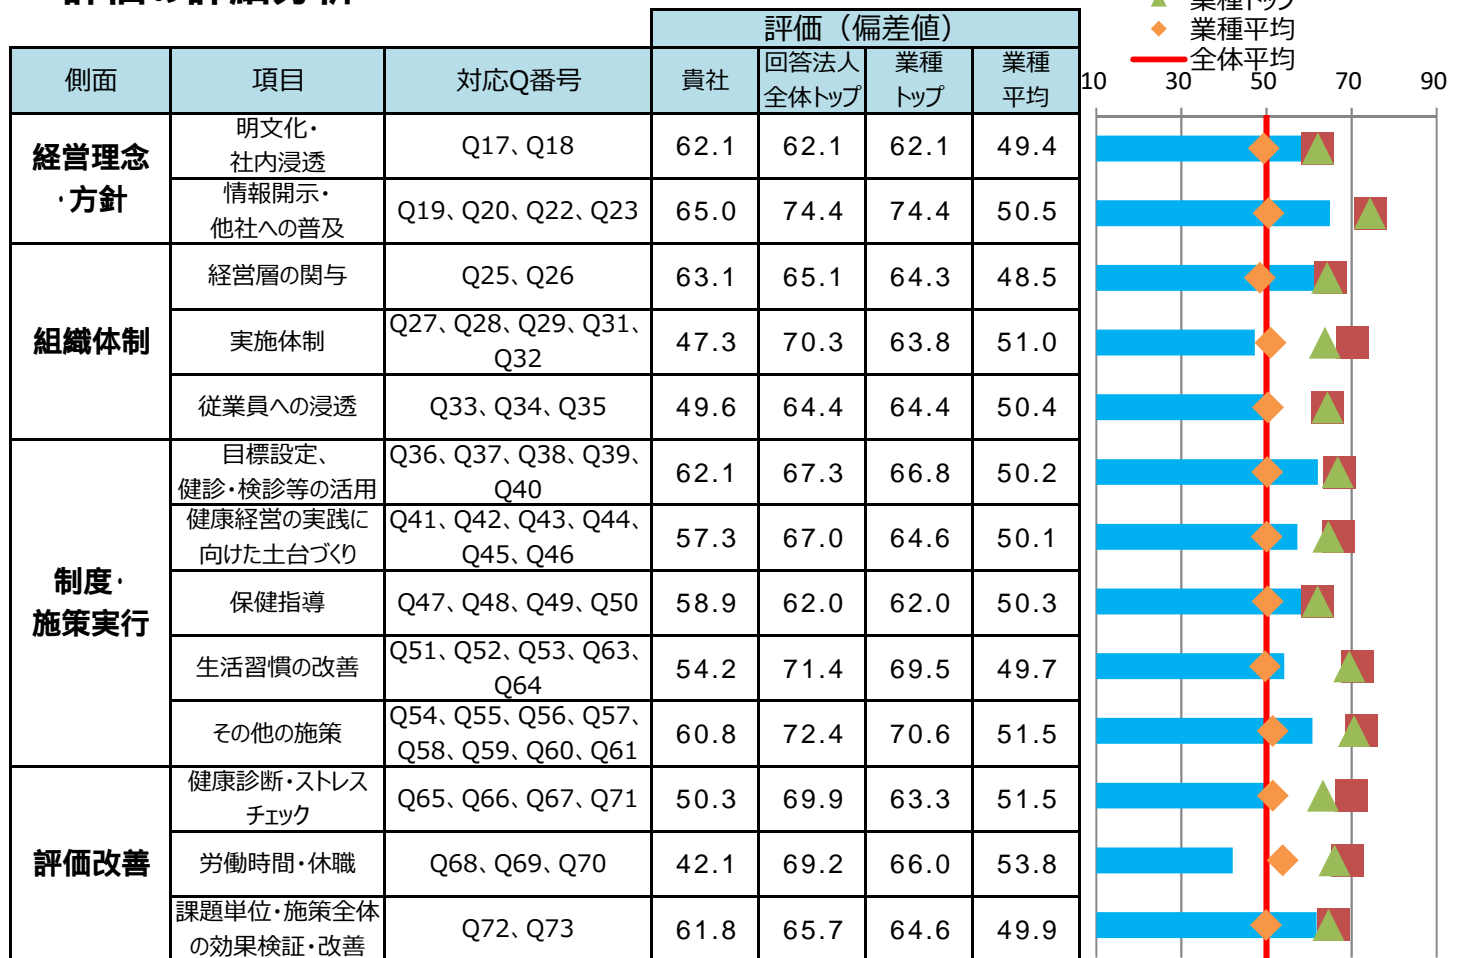 評価の詳細分析
業種トップ
業種平均
全体平均
評価（偏差値）
側面 項目 対応Q番号 貴社 回答法人全体トップ 業種トップ 業種平均
10 30 50 70 90
経営理念・方針
明文化・社内浸透 Q17、Q18 62.1 62.1 62.1 49.4
情報開示・他社への普及 Q19、Q20、Q22、Q23 65.0 74.4 74.4 50.5
組織体制
経営層の関与 Q25、Q26 63.1 65.1 64.3 48.5
実施体制 Q27、Q28、Q29、Q31、Q32 47.3 70.3 63.8 51.0
従業員への浸透 Q33、Q34、Q35 49.6 64.4 64.4 50.4
制度・施策実行
目標設定、健診・検診等の活用 Q36、Q37、Q38、Q39、Q40 62.1 67.3 66.8 50.2
健康経営の実践に向けた土台づくり Q41、Q42、Q43、Q44、Q45、Q46 57.3 67.0 64.6 50.1
保健指導 Q47、Q48、Q49、Q50 58.9 62.0 62.0 50.3
生活習慣の改善 Q51、Q52、Q53、Q63、Q64 54.2 71.4 69.5 49.7
その他の施策 Q54、Q55、Q56、Q57、Q58、Q59、Q60、Q61 60.8 72.4 70.6 51.5
評価改善
健康診断・ストレスチェック Q65、Q66、Q67、Q71 50.3 69.9 63.3 51.5
労働時間・休職 Q68、Q69、Q70 42.1 69.2 66.0 53.8
課題単位・施策全体の効果検証・改善 Q72、Q73 61.8 65.7 64.6 49.9